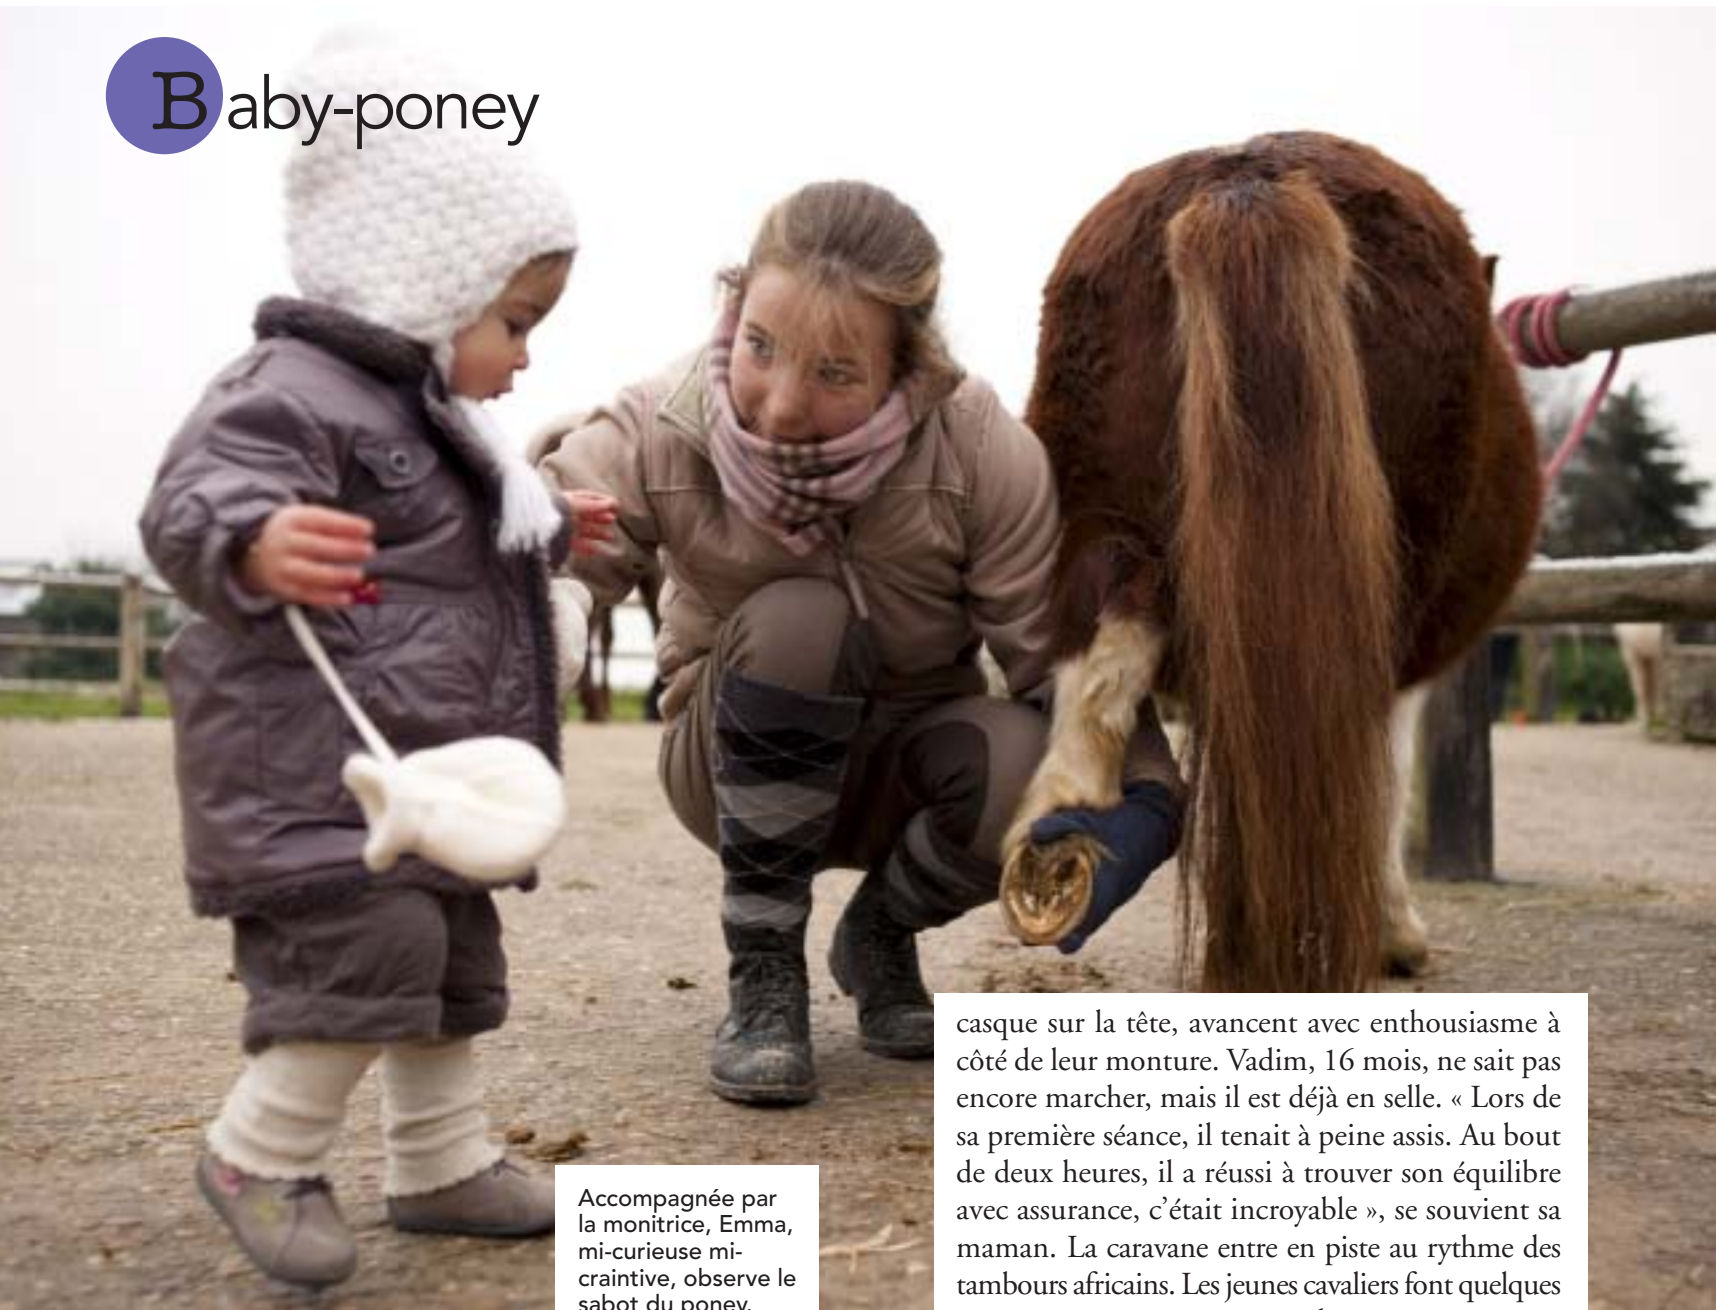 Baby-poney
Accompagnée par
la monitrice, Emma,
mi-curieuse mi-
craintive, observe le
sabot du poney.
casque sur la tête, avancent avec enthousiasme à
côté de leur monture. Vadim, 16 mois, ne sait pas
encore marcher, mais il est déjà en selle. « Lors de
sa première séance, il tenait à peine assis. Au bout
de deux heures, il a réussi à trouver son équilibre
avec assurance, c’était incroyable », se souvient sa
maman. La caravane entre en piste au rythme des
tambours africains. Les jeunes cavaliers font quelques